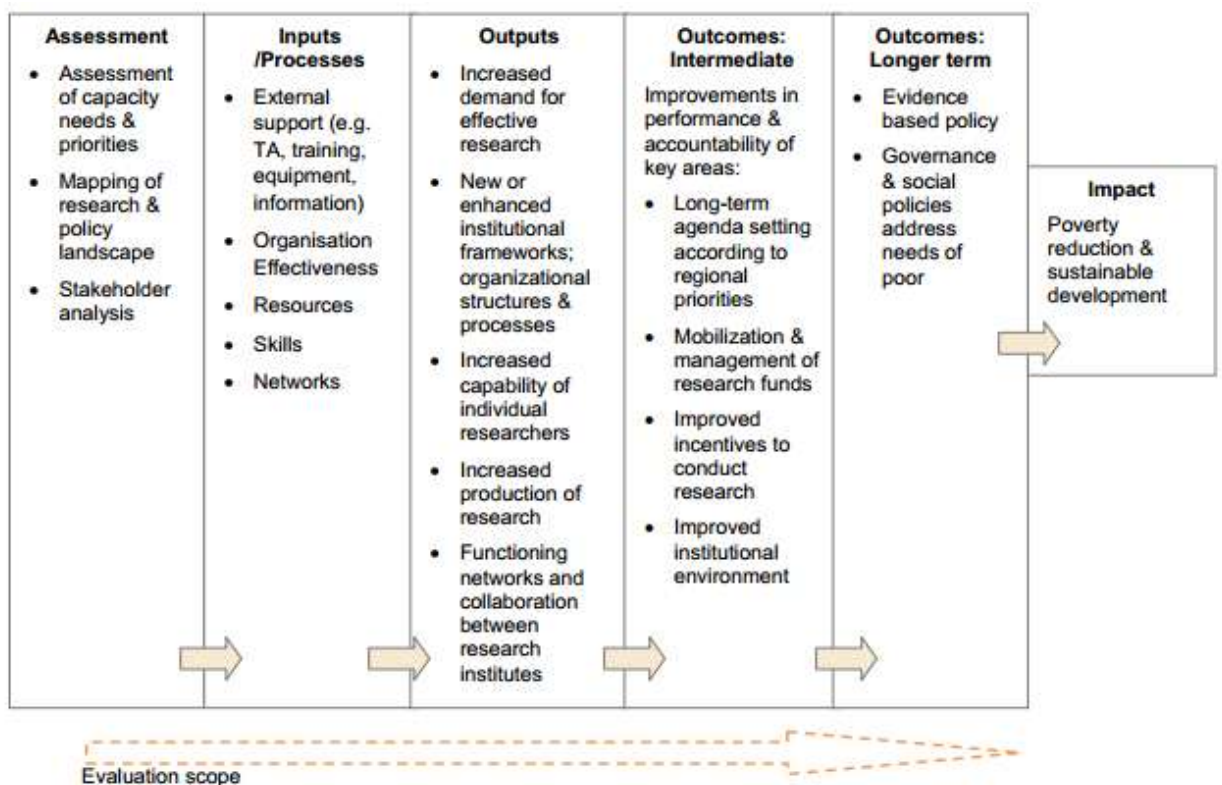 Assessment
• Assessment
of capacity
needs &
priorities
• Mapping of
research &
policy
landscape
• Stakeholder
analysis
Inputs
/Processes
• External
support (e.g.
TA, training,
equipment,
information)
• Organisation
Effectiveness
• Resources
• Skills
• Networks
Outputs
• Increased
demand for
effective
research
• New or
enhanced
institutional
frameworks;
organizational
structures &
processes
• Increased
capability of
individual
researchers
• Increased
production of
research
• Functioning
networks and
collaboration
between
research
institutes
Outcomes:
Intermediate
Improvements in
performance &
accountability of
key areas:
• Long-term
agenda setting
according to
regional
priorities
• Mobilization &
management of
research funds
• Improved
incentives to
conduct
research
• Improved
institutional
environment
Outcomes:
Longer term
• Evidence
based policy
• Governance
& social
policies
address
needs of
poor
Impact
Poverty
reduction &
sustainable
development
Evaluation scope